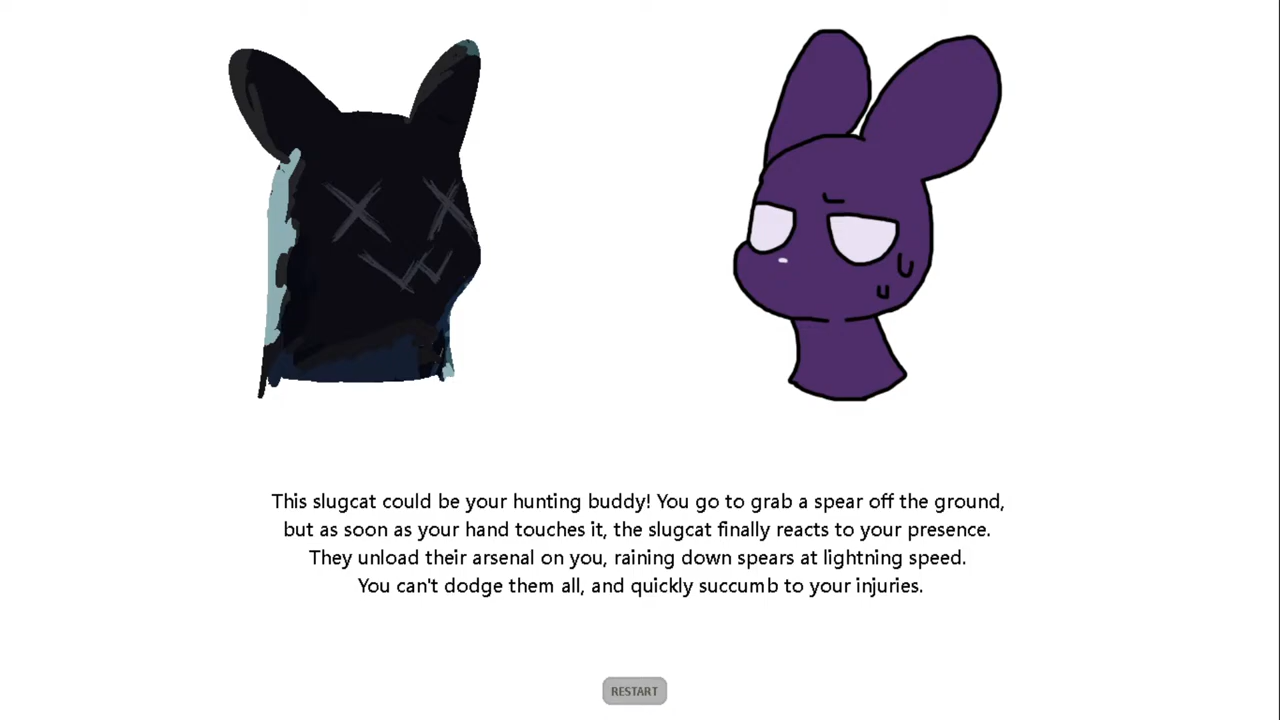 This slugcat could be your hunting buddy! You go to grab a spear off the ground,
but as soon as your hand touches it, the slugcat finally reacts to your presence.
They unload their arsenal on you, raining down spears at lightning speed.
You can't dodge them all, and quickly succumb to your injuries.
RESTART